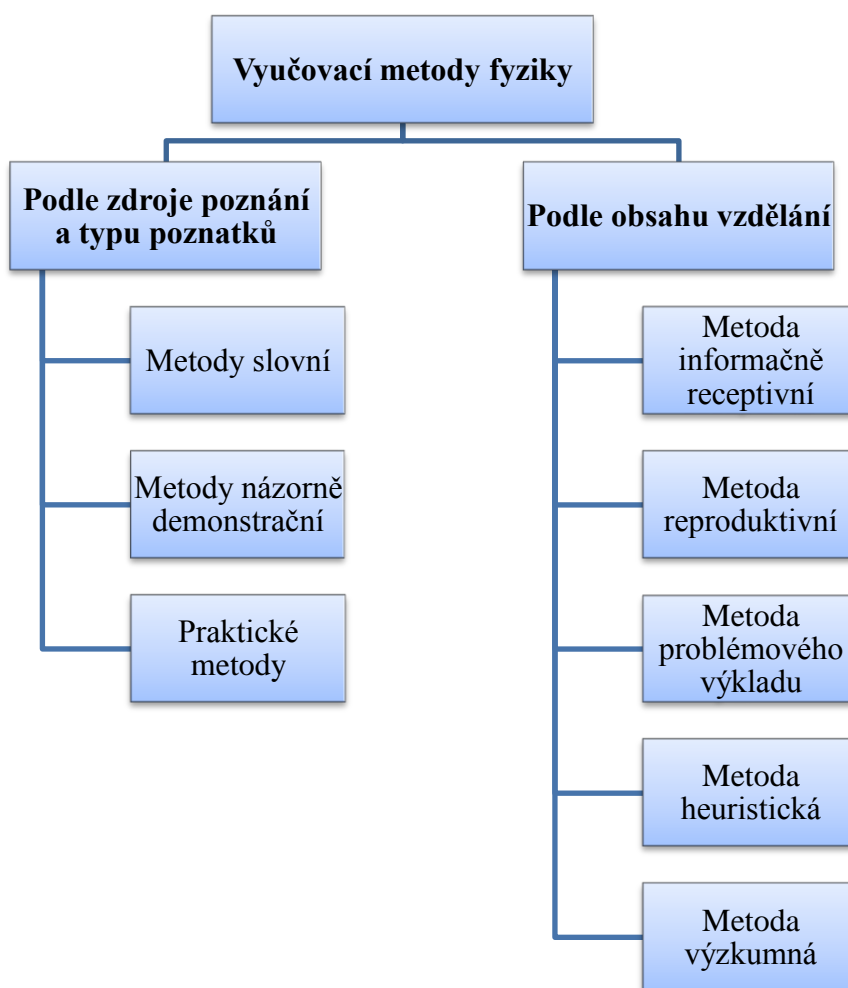 Vyučovací metody fyziky
Podle zdroje poznání
a typu poznatků
Metody slovní
Metody názorně
demonstrační
Praktické
metody
Podle obsahu vzdělání
Metoda
informačně
receptivní
Metoda
reproduktivní
Metoda
problémového
výkladu
Metoda
heuristická
Metoda
výzkumná